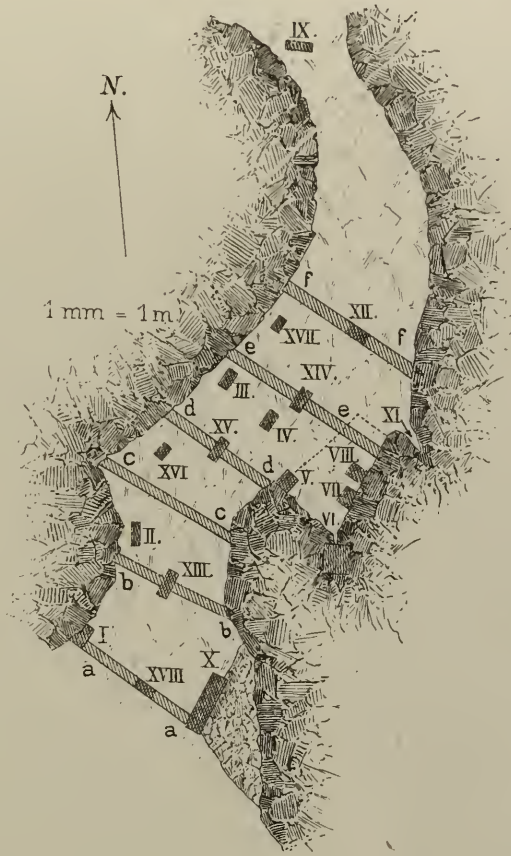 IX.
N.
1 mm = 1 m
f
XII.
f
XVII.
e
XIV.
III.
e
XI.
d
XV.
IV.
VIII.
c
XVI.
d
V.
VII.
c
VI.
II.
b
XIII.
b
I
a
XVIII
X.
a